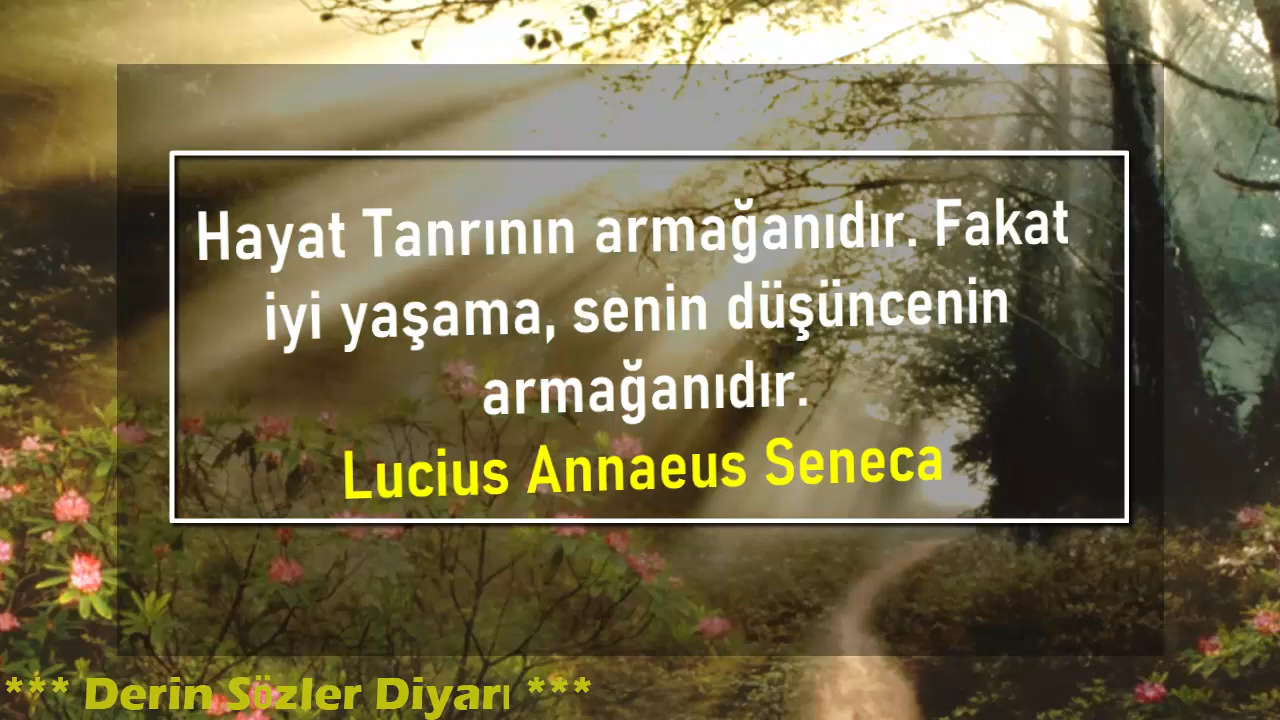 Hayat Tanrının armağanıdır. Fakat
iyi yaşama, senin düşüncenin
armağanıdır.
Lucius Annaeus Seneca
*** Derin Sözler Diyarı ***